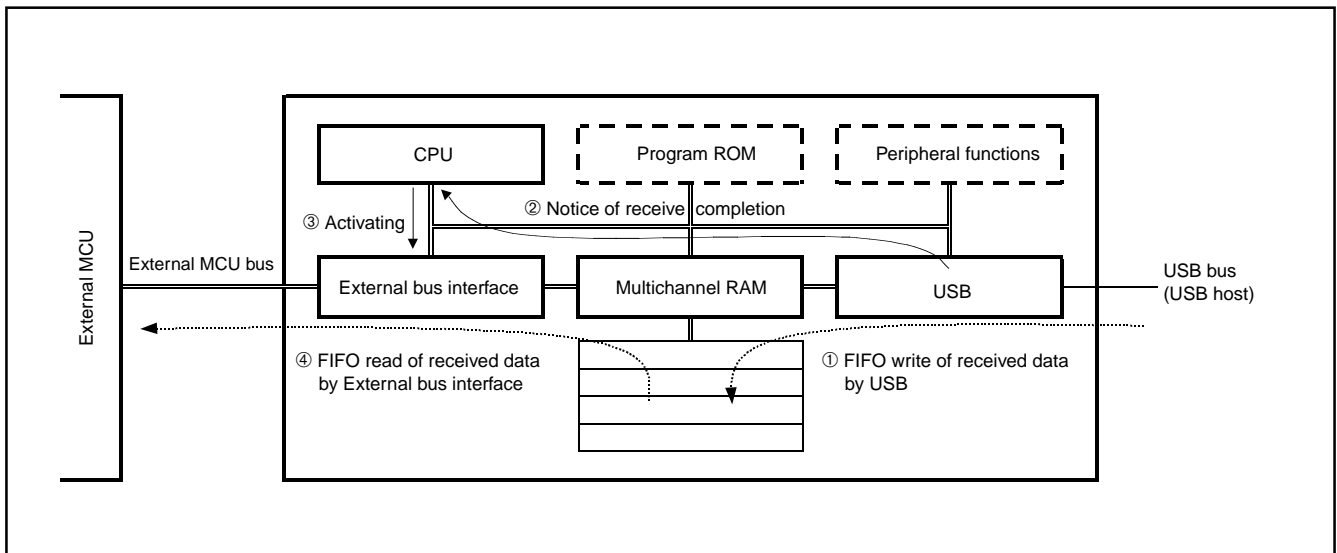 CPU
Program ROM
Peripheral functions
③ Activating
② Notice of receive completion
External MCU
External MCU bus
External bus interface
Multichannel RAM
USB
USB bus
(USB host)
④ FIFO read of received data
by External bus interface
① FIFO write of received data
by USB